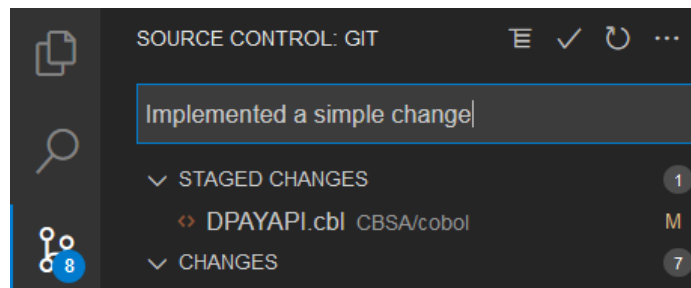 SOURCE CONTROL: GIT
Implemented a simple change
STAGED CHANGES 1
DPAYAPI.cbl CBSA/cobol M
8
CHANGES 7